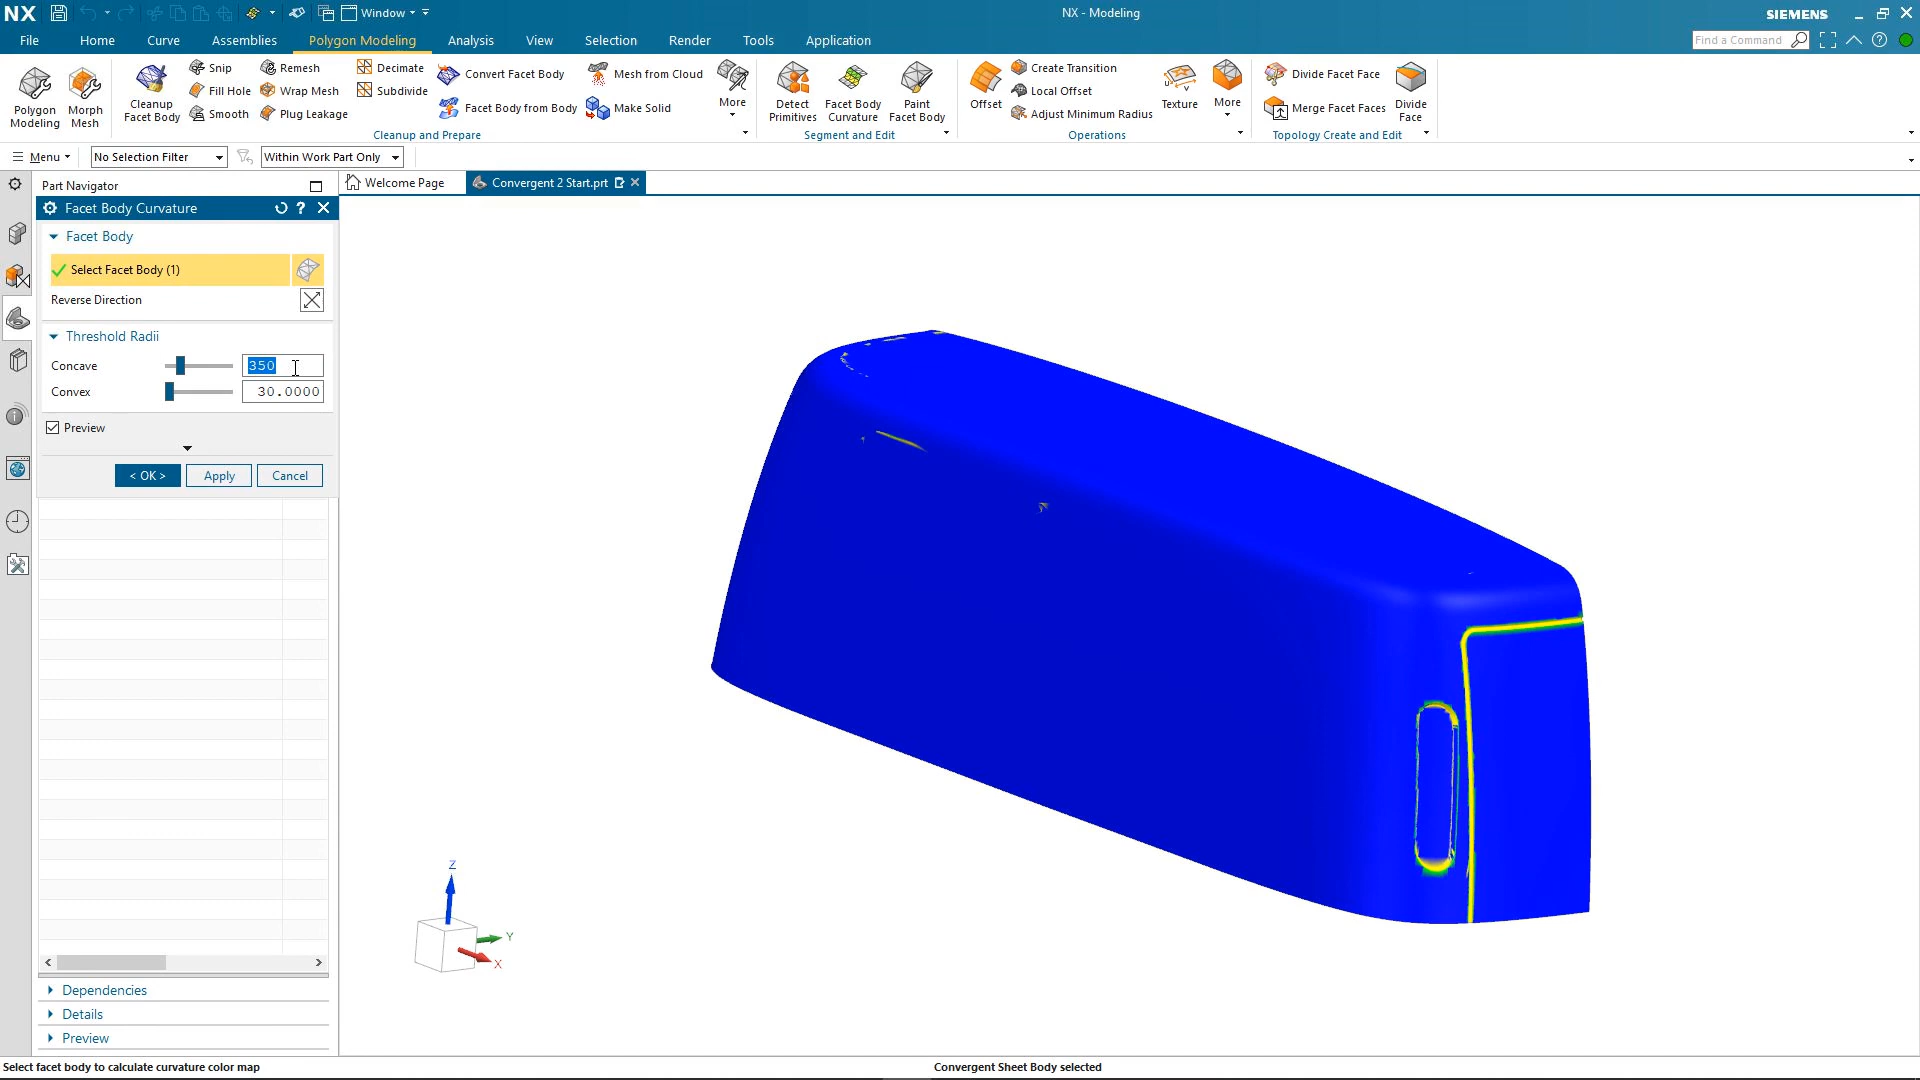 NX
Window
NX - Modeling
SIEMENS
File
Home
Curve
Assemblies
Polygon Modeling
Analysis
View
Selection
Render
Tools
Application
Find a Command
Polygon
Modeling
Morph
Mesh
Cleanup
Facet Body
Snip
Fill Hole
Smooth
Remesh
Wrap Mesh
Plug Leakage
Decimate
Subdivide
Convert Facet Body
Facet Body from Body
Mesh from Cloud
Make Solid
More
Cleanup and Prepare
Detect
Primitives
Facet Body
Curvature
Paint
Facet Body
Segment and Edit
Offset
Create Transition
Local Offset
Adjust Minimum Radius
Texture
More
Operations
Divide Facet Face
Merge Facet Faces
Divide
Face
Topology Create and Edit
Menu
No Selection Filter
Within Work Part Only
Part Navigator
Welcome Page
Convergent 2 Start.prt
Facet Body Curvature
Facet Body
Select Facet Body (1)
Reverse Direction
Threshold Radii
Concave
350
Convex
30.0000
Preview
< OK >
Apply
Cancel
Z
Y
X
Dependencies
Details
Preview
Select facet body to calculate curvature color map
Convergent Sheet Body selected